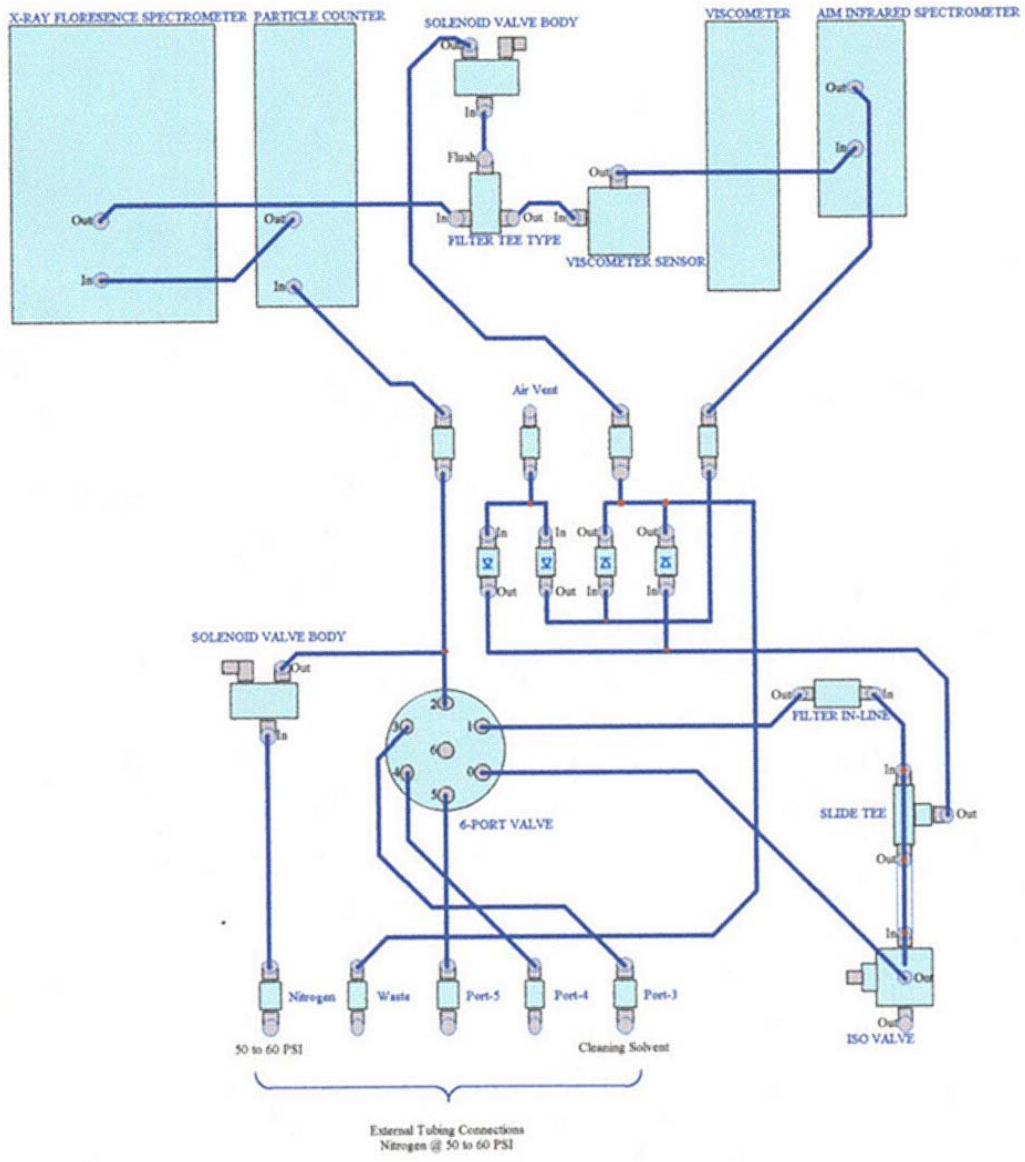 X-RAY FLORESENCE SPECTROMETER
PARTICLE COUNTER
SOLENOID VALVE BODY
VISCOMETER
AIM INFRARED SPECTROMETER
Out
Out
In
In
Flush
Out
Out
Out
In
Out
In
In
FILTER TEE TYPE
VISCOMETER SENSOR
In
In
Air Vent
In
In
Out
Out
Out
Out
In
In
SOLENOID VALVE BODY
Out
In
Out
In
FILTER IN-LINE
2
3
1
6
4
0
5
6-PORT VALVE
In
SLIDE TEE
Out
Out
In
Out
Out
ISO VALVE
Nitrogen
Waste
Port-5
Port-4
Port-3
50 to 60 PSI
Cleaning Solvent
External Tubing Connections
Nitrogen @ 50 to 60 PSI